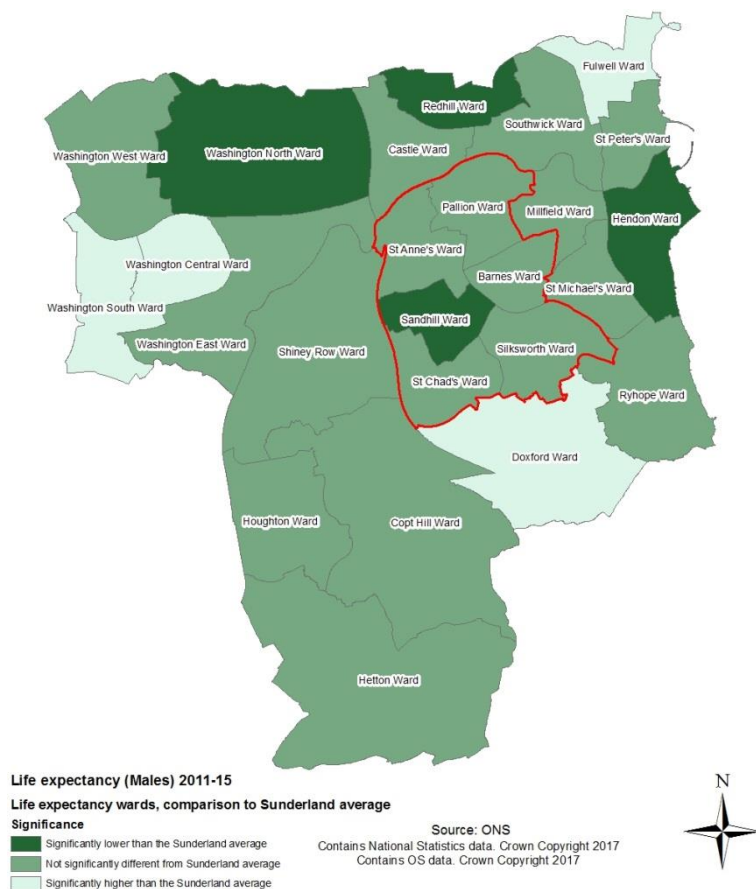 Fulwell Ward
Redhill Ward
Southwick Ward
St Peter's Ward
Washington West Ward
Washington North Ward
Castle Ward
Pallion Ward
Millfield Ward
Hendon Ward
St Anne's Ward
Washington Central Ward
Barnes Ward
St Michael's Ward
Washington South Ward
Sandhill Ward
Washington East Ward
Shiney Row Ward
Silksworth Ward
St Chad's Ward
Ryhope Ward
Doxford Ward
Houghton Ward
Copt Hill Ward
Hetton Ward
Life expectancy (Males) 2011-15
Life expectancy wards, comparison to Sunderland average
Significance
Significantly lower than the Sunderland average
Not significantly different from Sunderland average
Significantly higher than the Sunderland average
Source: ONS
Contains National Statistics data. Crown Copyright 2017
Contains OS data. Crown Copyright 2017
N